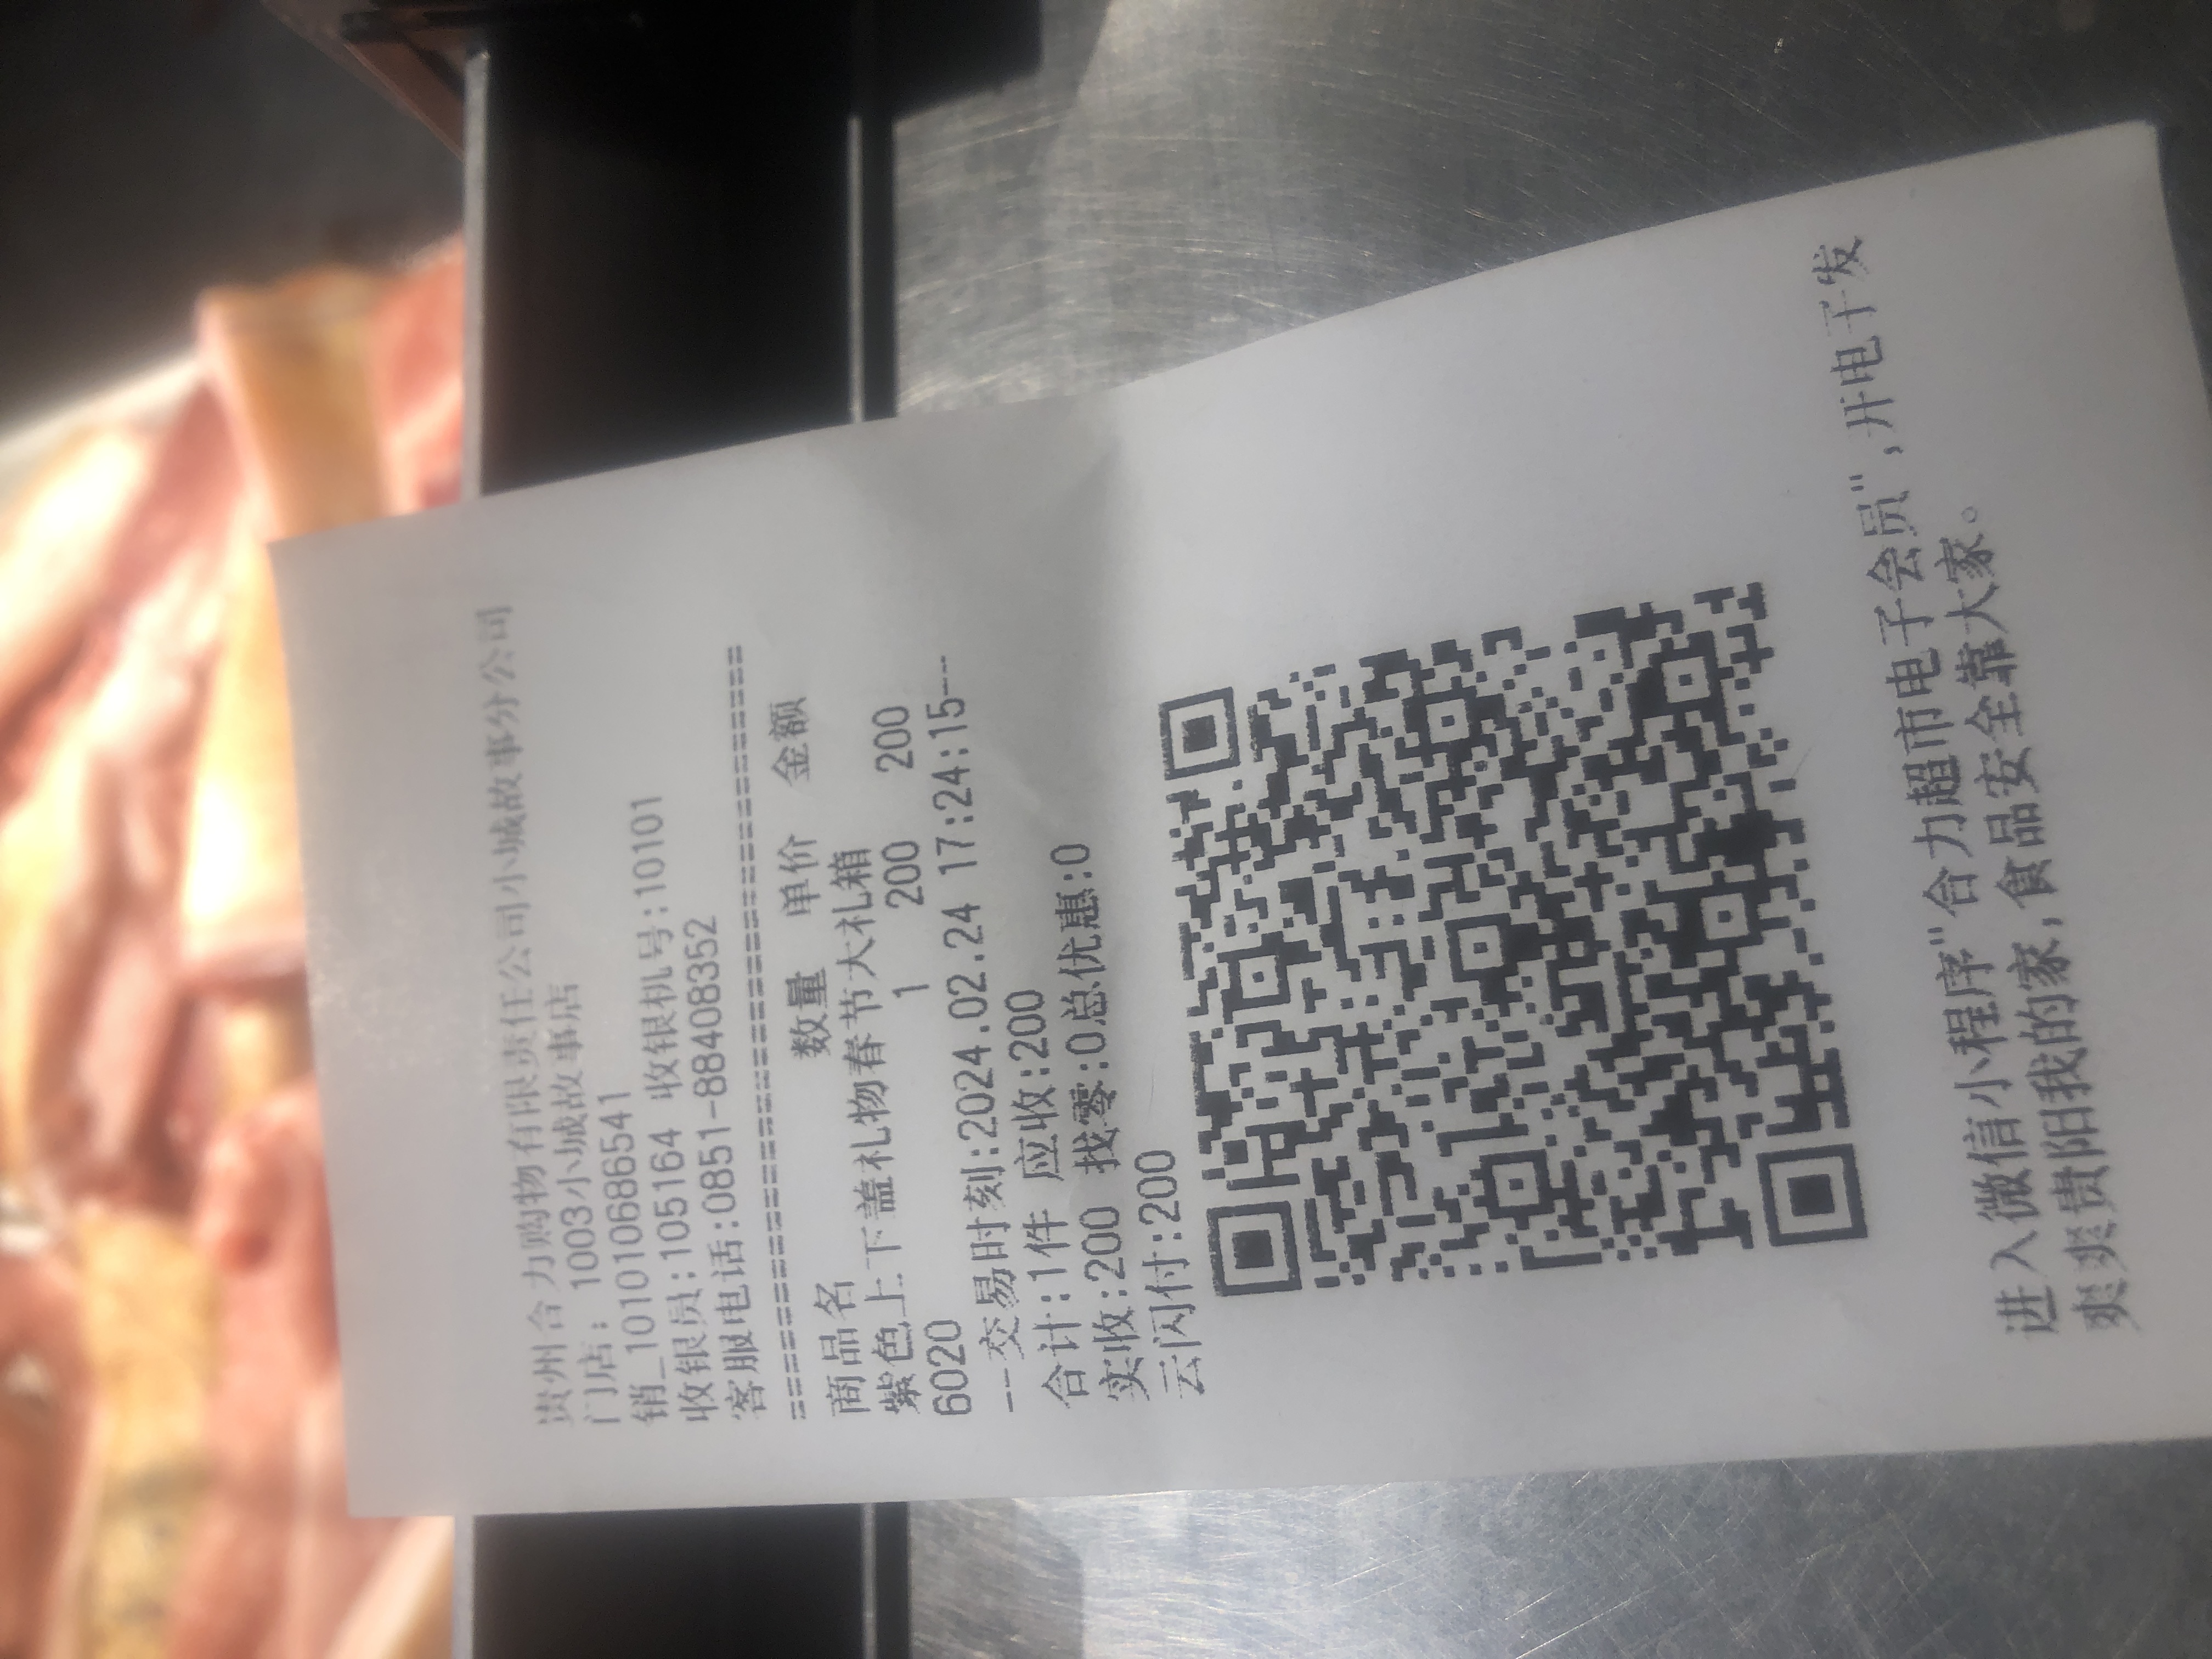 贵州合力购物有限责任公司小城故事分公司
门店: 1003小城故事店
销_10101068​6541
收银员:105164 收银机号:10101
客服电话:0851-88408352
================================
商品名 数量 单价 金额
紫色上下盖礼物春节大礼箱
6020 1 200 200
--交易时刻:2024.02.24 17:24:15--
合计:1件 应收:200
实收:200 找零:0总优惠:0
云闪付:200
进入微信小程序"合力超市电子会员",开电子发
爽爽贵阳我的家,食品安全靠大家。